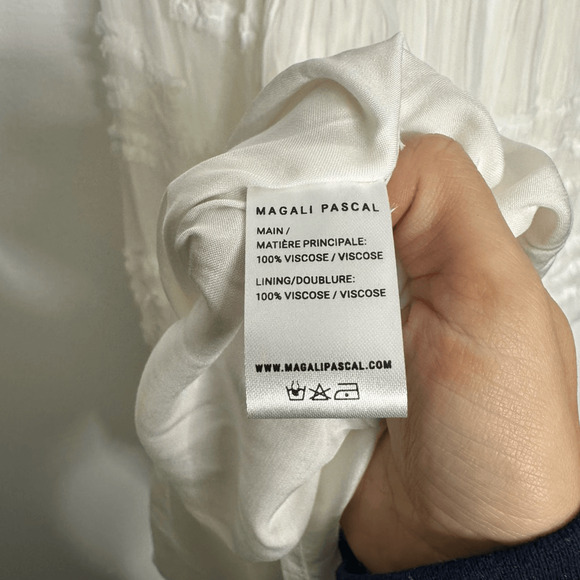 MAGALI PASCAL
MAIN /
MATIÈRE PRINCIPALE:
100% VISCOSE / VISCOSE
LINING/DOUBLURE:
100% VISCOSE / VISCOSE
WWW.MAGALIPASCAL.COM